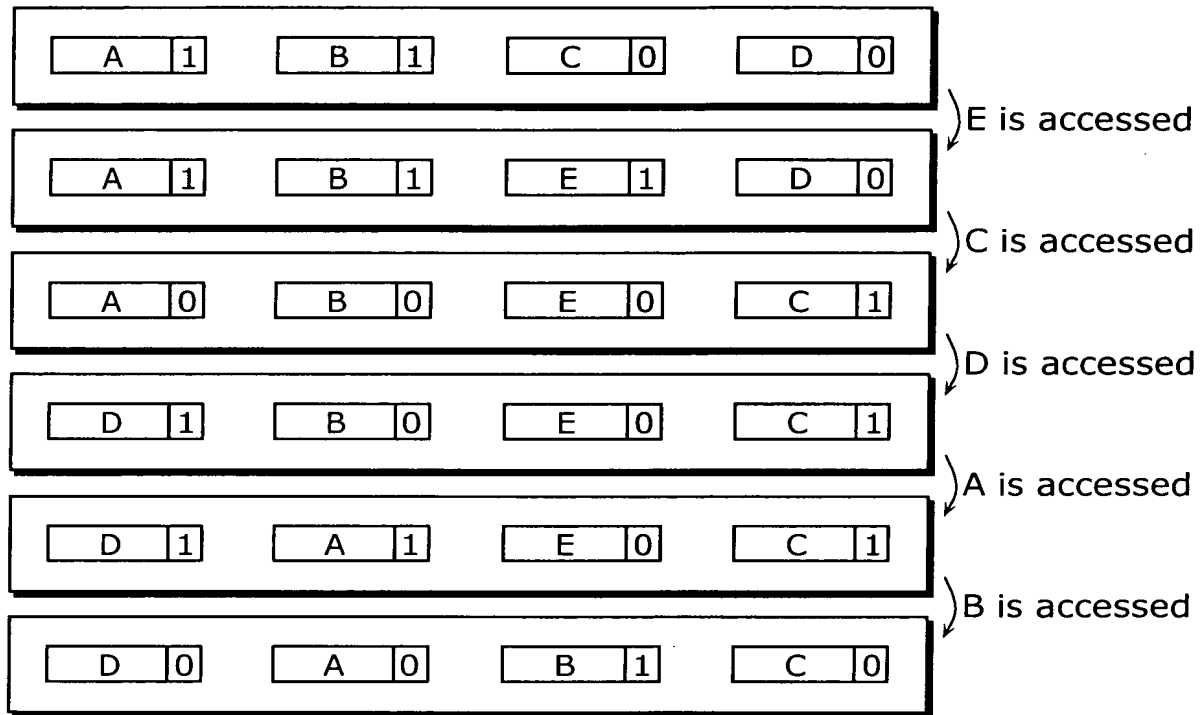 A 1 B 1 C 0 D 0
E is accessed
A 1 B 1 E 1 D 0
C is accessed
A 0 B 0 E 0 C 1
D is accessed
D 1 B 0 E 0 C 1
A is accessed
D 1 A 1 E 0 C 1
B is accessed
D 0 A 0 B 1 C 0